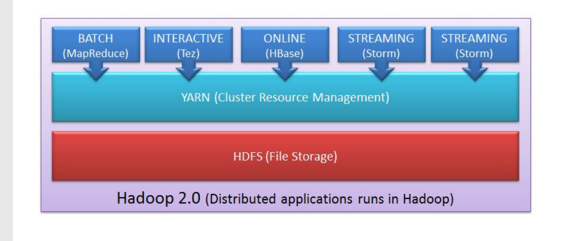 BATCH
(MapReduce)
INTERACTIVE
(Tez)
ONLINE
(HBase)
STREAMING
(Storm)
STREAMING
(Storm)
YARN (Cluster Resource Management)
HDFS (File Storage)
Hadoop 2.0 (Distributed applications runs in Hadoop)